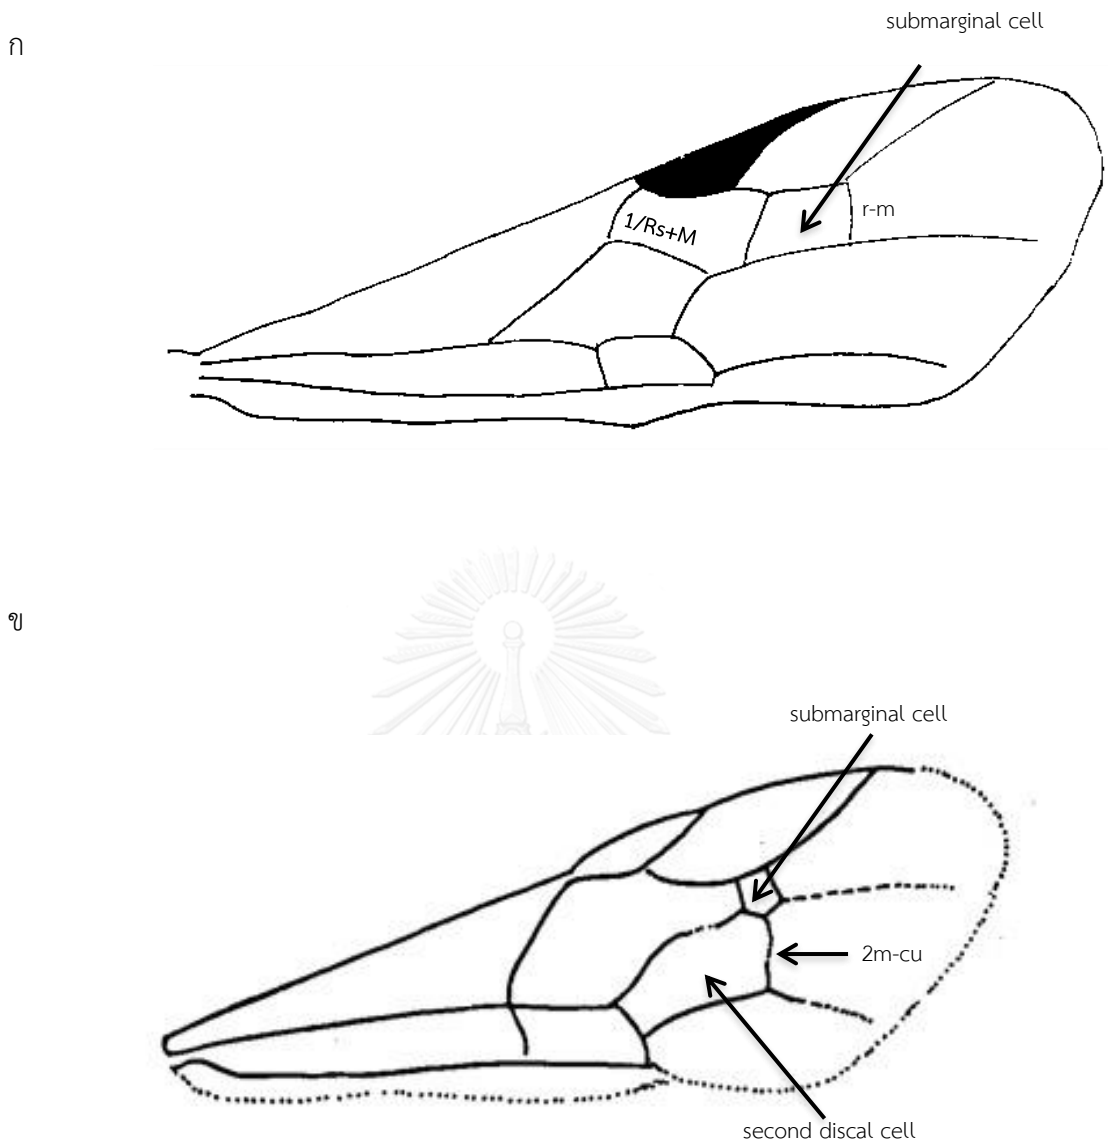 submarginal cell
ก
r-m
1/Rs+M
ข
submarginal cell
2m-cu
second discal cell